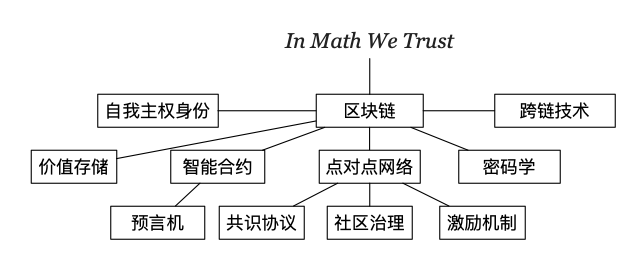 In Math We Trust
自我主权身份
区块链
跨链技术
价值存储
智能合约
点对点网络
密码学
预言机
共识协议
社区治理
激励机制